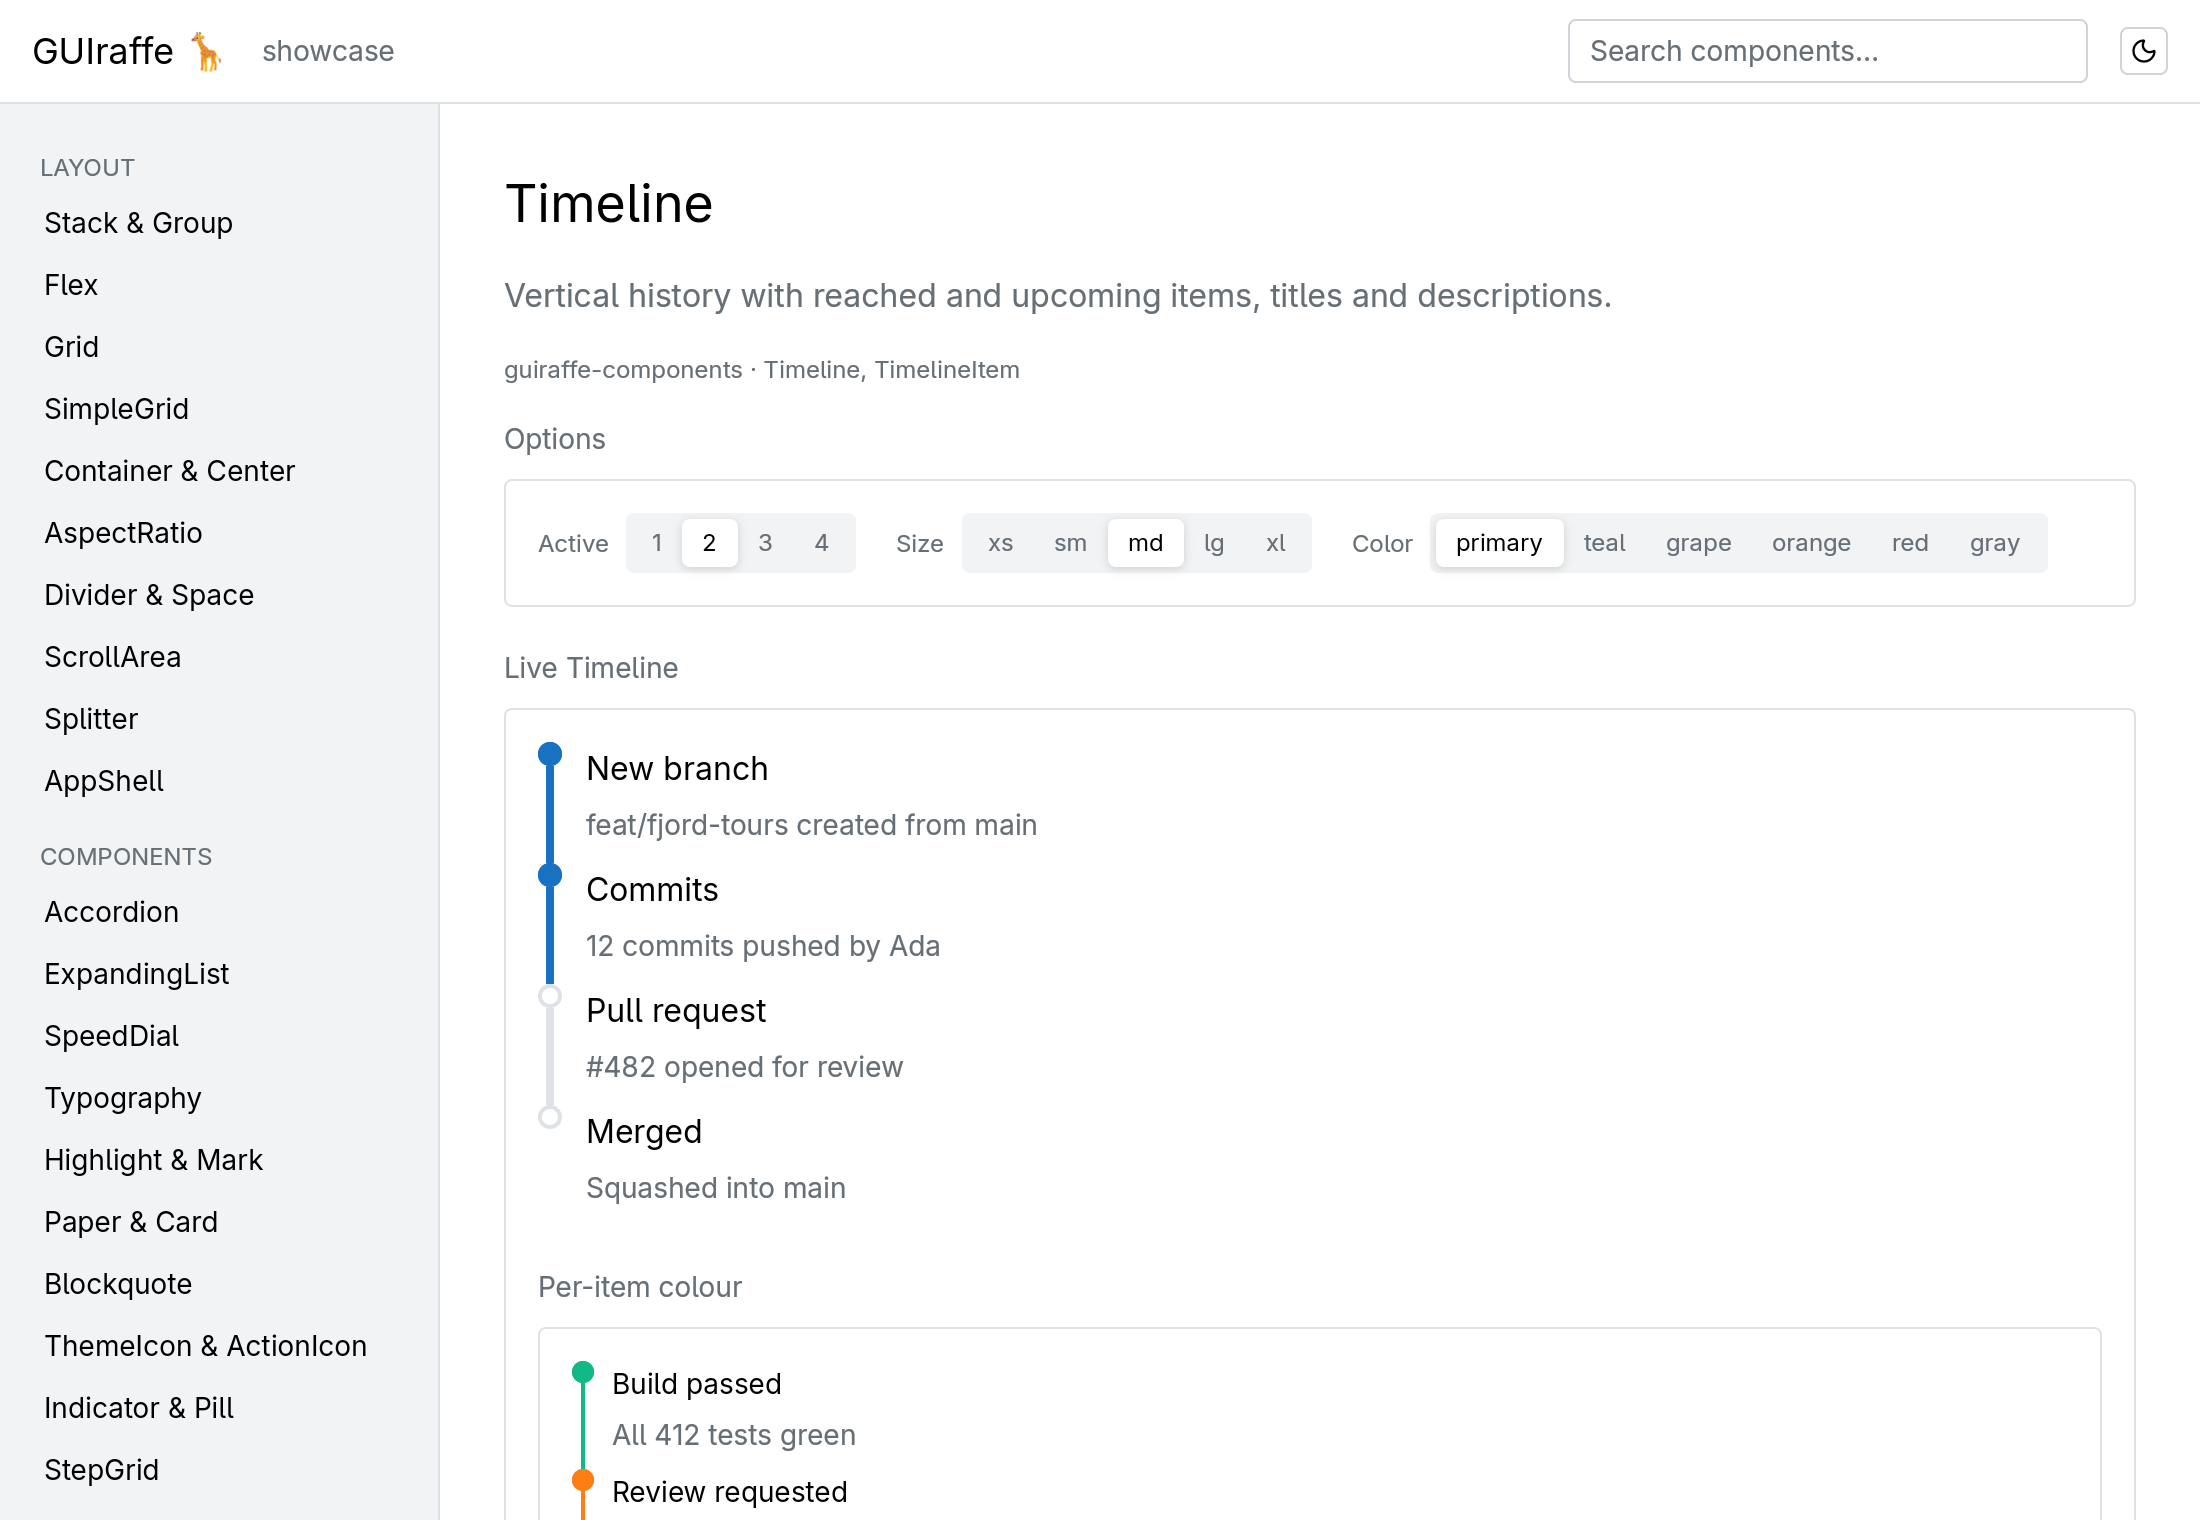 GUIraffe 🦒 showcase
Search components...
LAYOUT
Stack & Group
Flex
Grid
SimpleGrid
Container & Center
AspectRatio
Divider & Space
ScrollArea
Splitter
AppShell
COMPONENTS
Accordion
ExpandingList
SpeedDial
Typography
Highlight & Mark
Paper & Card
Blockquote
ThemeIcon & ActionIcon
Indicator & Pill
StepGrid
Timeline
Vertical history with reached and upcoming items, titles and descriptions.
guiraffe-components · Timeline, TimelineItem
Options
Active 1 2 3 4 Size xs sm md lg xl Color primary teal grape orange red gray
Live Timeline
New branch
feat/fjord-tours created from main
Commits
12 commits pushed by Ada
Pull request
#482 opened for review
Merged
Squashed into main
Per-item colour
Build passed
All 412 tests green
Review requested